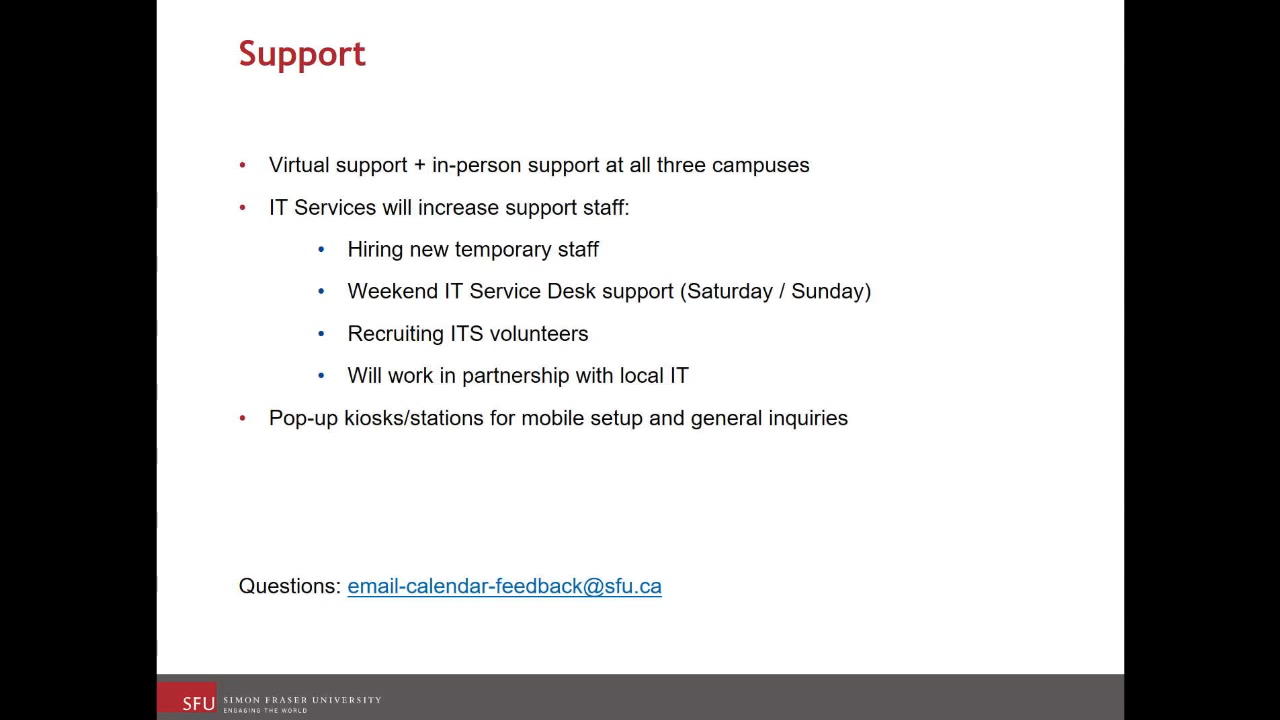 Support
• Virtual support + in-person support at all three campuses
• IT Services will increase support staff:
• Hiring new temporary staff
• Weekend IT Service Desk support (Saturday / Sunday)
• Recruiting ITS volunteers
• Will work in partnership with local IT
• Pop-up kiosks/stations for mobile setup and general inquiries
Questions: email-calendar-feedback@sfu.ca
SFU SIMON FRASER UNIVERSITY
ENGAGING THE WORLD